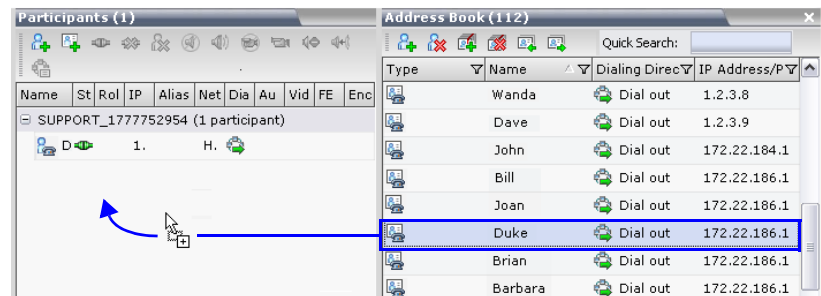 Participants (1)
Name St Rol IP Alias Net Dia Au Vid FE Enc
SUPPORT_1777752954 (1 participant)
D 1. H.
Address Book (112)
Quick Search:
Type Name Dialing Direc IP Address/P
Wanda Dial out 1.2.3.8
Dave Dial out 1.2.3.9
John Dial out 172.22.184.1
Bill Dial out 172.22.186.1
Joan Dial out 172.22.186.1
Duke Dial out 172.22.186.1
Brian Dial out 172.22.186.1
Barbara Dial out 172.22.186.1